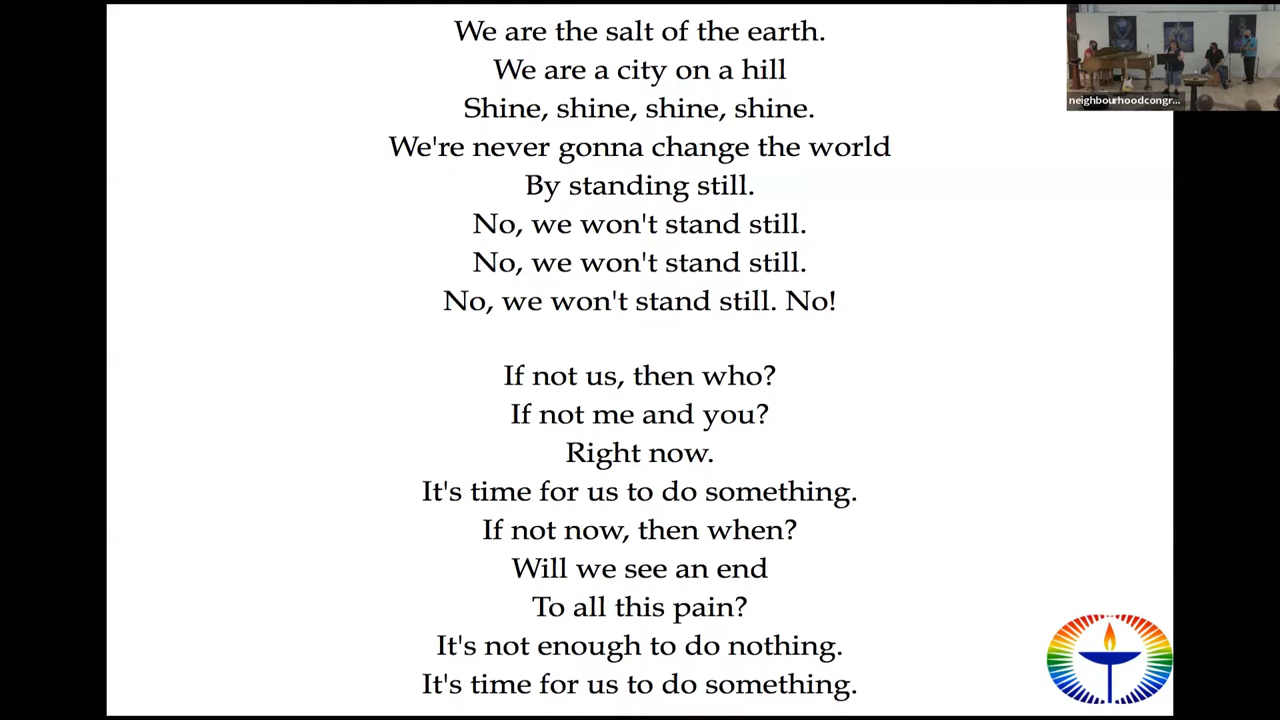 We are the salt of the earth.
We are a city on a hill
Shine, shine, shine, shine.
We're never gonna change the world
By standing still.
No, we won't stand still.
No, we won't stand still.
No, we won't stand still. No!
If not us, then who?
If not me and you?
Right now.
It's time for us to do something.
If not now, then when?
Will we see an end
To all this pain?
It's not enough to do nothing.
It's time for us to do something.
neighbourhoodcongr...